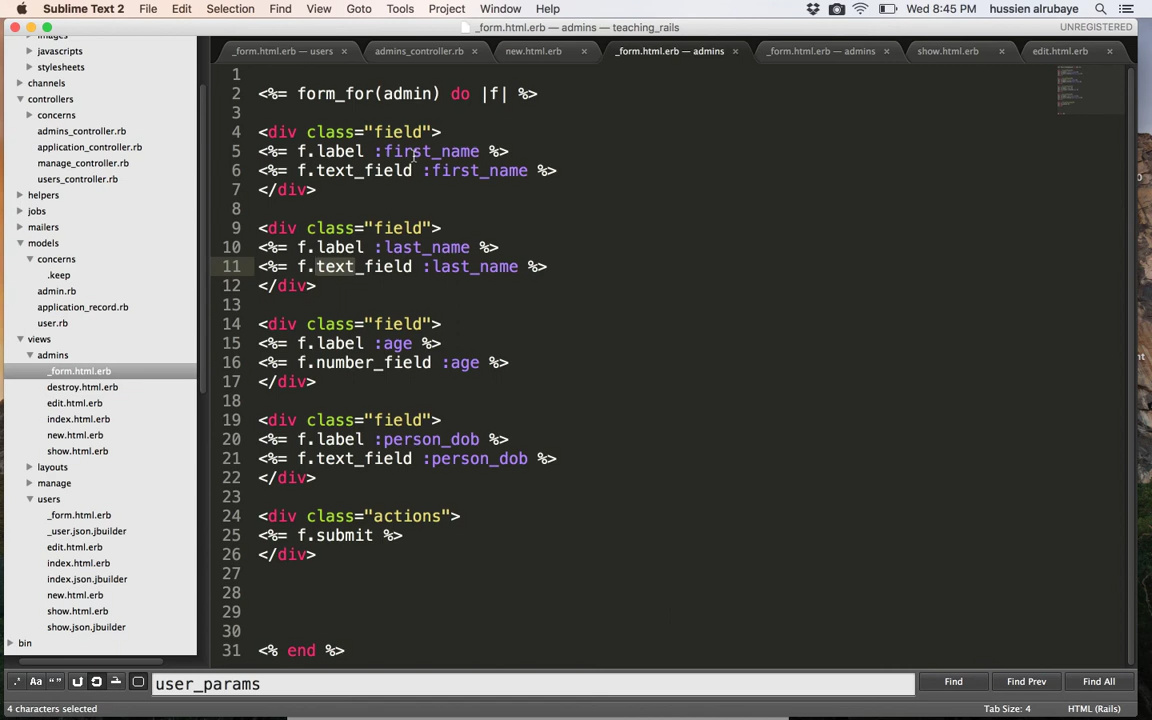 Sublime Text 2 File Edit Selection Find View Goto Tools Project Window Help Wed 8:45 PM hussien alrubaye
_form.html.erb — admins — teaching_rails UNREGISTERED
_form.html.erb — users × admins_controller.rb × new.html.erb × _form.html.erb — admins × _form.html.erb — admins × show.html.erb × edit.html.erb ×
images
javascripts
stylesheets
channels
controllers
concerns
admins_controller.rb
application_controller.rb
manage_controller.rb
users_controller.rb
helpers
jobs
mailers
models
concerns
.keep
admin.rb
application_record.rb
user.rb
views
admins
_form.html.erb
destroy.html.erb
edit.html.erb
index.html.erb
new.html.erb
show.html.erb
layouts
manage
users
_form.html.erb
_user.json.jbuilder
edit.html.erb
index.html.erb
index.json.jbuilder
new.html.erb
show.html.erb
show.json.jbuilder
bin
1
2 <%= form_for(admin) do |f| %>
3
4 <div class="field">
5 <%= f.label :first_name %>
6 <%= f.text_field :first_name %>
7 </div>
8
9 <div class="field">
10 <%= f.label :last_name %>
11 <%= f.text_field :last_name %>
12 </div>
13
14 <div class="field">
15 <%= f.label :age %>
16 <%= f.number_field :age %>
17 </div>
18
19 <div class="field">
20 <%= f.label :person_dob %>
21 <%= f.text_field :person_dob %>
22 </div>
23
24 <div class="actions">
25 <%= f.submit %>
26 </div>
27
28
29
30
31 <% end %>
.* Aa “” user_params Find Find Prev Find All
4 characters selected Tab Size: 4 HTML (Rails)